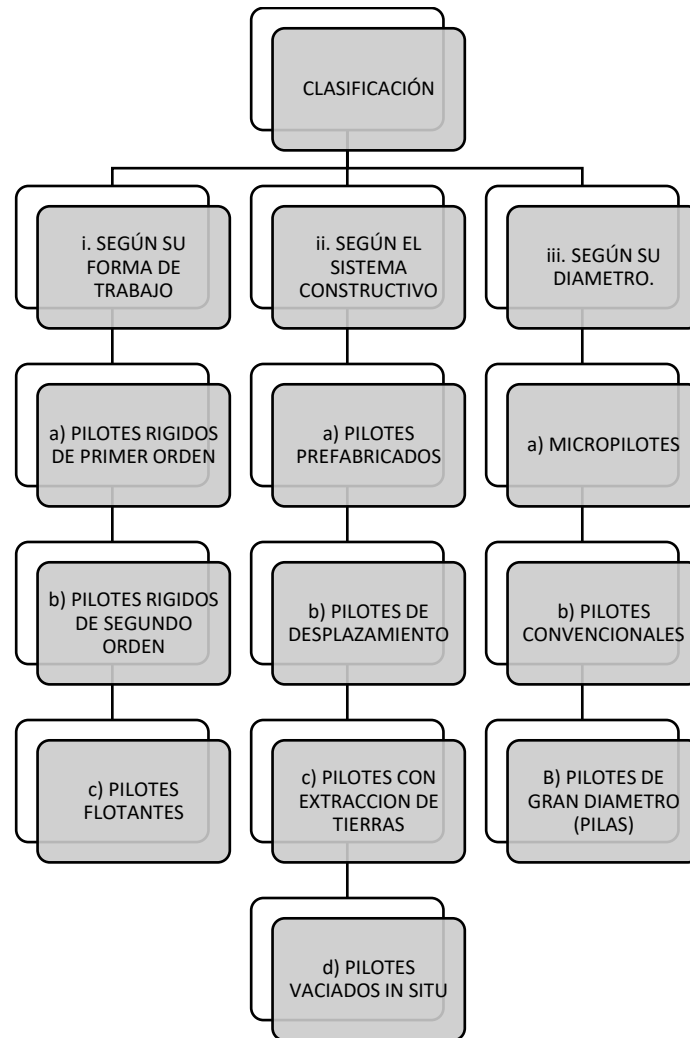 CLASIFICACIÓN
i. SEGÚN SU
FORMA DE
TRABAJO
a) PILOTES RIGIDOS
DE PRIMER ORDEN
b) PILOTES RIGIDOS
DE SEGUNDO
ORDEN
c) PILOTES
FLOTANTES
ii. SEGÚN EL
SISTEMA
CONSTRUCTIVO
a) PILOTES
PREFABRICADOS
b) PILOTES DE
DESPLAZAMIENTO
c) PILOTES CON
EXTRACCION DE
TIERRAS
d) PILOTES
VACIADOS IN SITU
iii. SEGÚN SU
DIAMETRO.
a) MICROPILOTES
b) PILOTES
CONVENCIONALES
B) PILOTES DE
GRAN DIAMETRO
(PILAS)